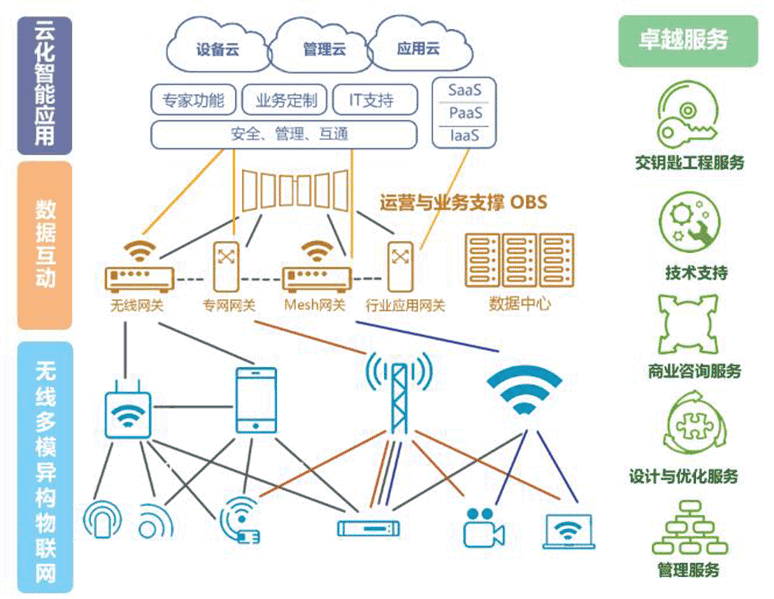 云化智能应用
设备云
管理云
应用云
专家功能
业务定制
IT支持
安全、管理、互通
SaaS
PaaS
IaaS
数据互动
运营与业务支撑 OBS
无线网关
专网网关
Mesh网关
行业应用网关
数据中心
无线多模异构物联网
卓越服务
交钥匙工程服务
技术支持
商业咨询服务
设计与优化服务
管理服务